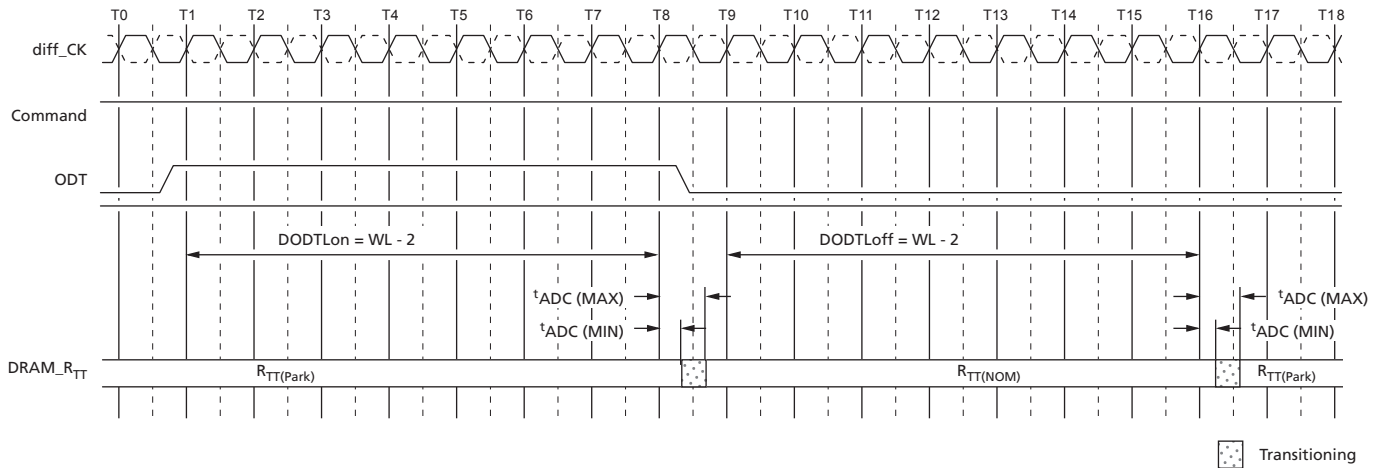 T0 T1 T2 T3 T4 T5 T6 T7 T8 T9 T10 T11 T12 T13 T14 T15 T16 T17 T18
diff_CK
Command
ODT
DODTLon = WL - 2 DODTLoff = WL - 2
tADC (MAX) tADC (MAX)
tADC (MIN) tADC (MIN)
DRAM_RTT RTT(Park) RTT(NOM) RTT(Park)
Transitioning